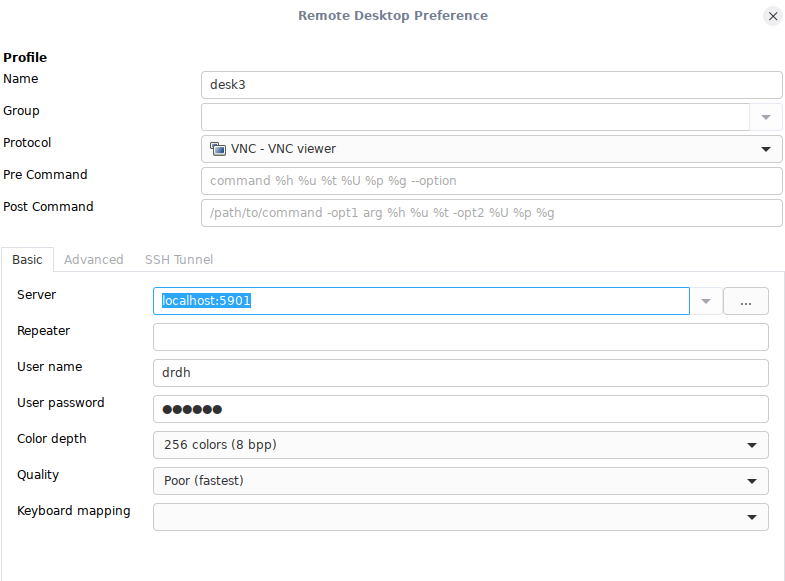 Remote Desktop Preference
Profile
Name
desk3
Group
Protocol
VNC - VNC viewer
Pre Command
command %h %u %t %U %p %g --option
Post Command
/path/to/command -opt1 arg %h %u %t -opt2 %U %p %g
Basic Advanced SSH Tunnel
Server
localhost:5901
...
Repeater
User name
drdh
User password
●●●●●●
Color depth
256 colors (8 bpp)
Quality
Poor (fastest)
Keyboard mapping